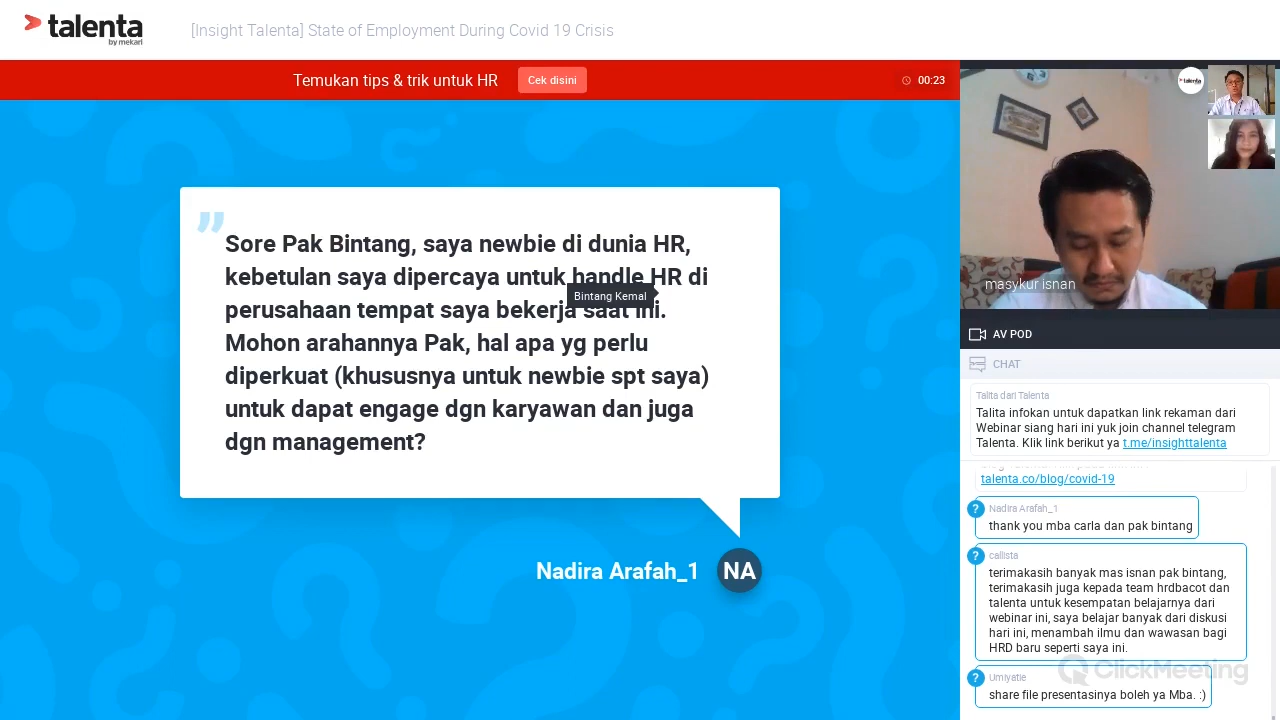 talenta
by mekari
[Insight Talenta] State of Employment During Covid 19 Crisis
Temukan tips & trik untuk HR
Cek disini
00:23
Sore Pak Bintang, saya newbie di dunia HR,
kebetulan saya dipercaya untuk handle HR di
perusahaan tempat saya bekerja saat ini.
Mohon arahannya Pak, hal apa yg perlu
diperkuat (khususnya untuk newbie spt saya)
untuk dapat engage dgn karyawan dan juga
dgn management?
Bintang Kemal
Nadira Arafah_1
NA
talenta
masykur isnan
AV POD
CHAT
Talita dari Talenta
Talita infokan untuk dapatkan link rekaman dari
Webinar siang hari ini yuk join channel telegram
Talenta. Klik link berikut ya t.me/insighttalenta
talenta.co/blog/covid-19
?
Nadira Arafah_1
thank you mba carla dan pak bintang
?
callista
terimakasih banyak mas isnan pak bintang,
terimakasih juga kepada team hrdbacot dan
talenta untuk kesempatan belajarnya dari
webinar ini, saya belajar banyak dari diskusi
hari ini, menambah ilmu dan wawasan bagi
HRD baru seperti saya ini.
ClickMeeting
?
Umiyatie
share file presentasinya boleh ya Mba. :)